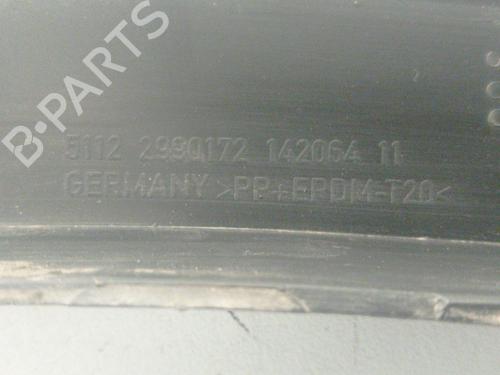 B-PARTS
5112 2990172 142064 11
GERMANY >PP+EPDM-T20<